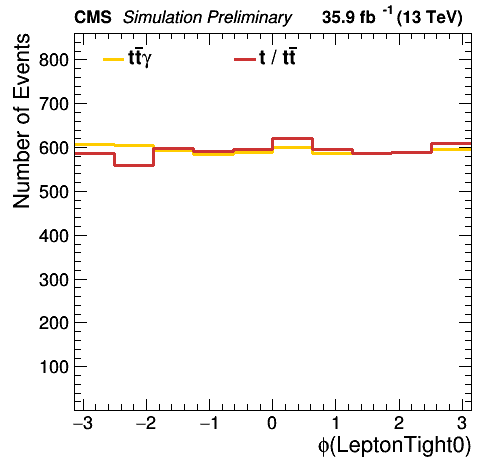 CMS Simulation Preliminary 35.9 fb⁻¹ (13 TeV)
Number of Events
tt̄γ
t / tt̄
800
700
600
500
400
300
200
100
−3 −2 −1 0 1 2 3
ϕ(LeptonTight0)